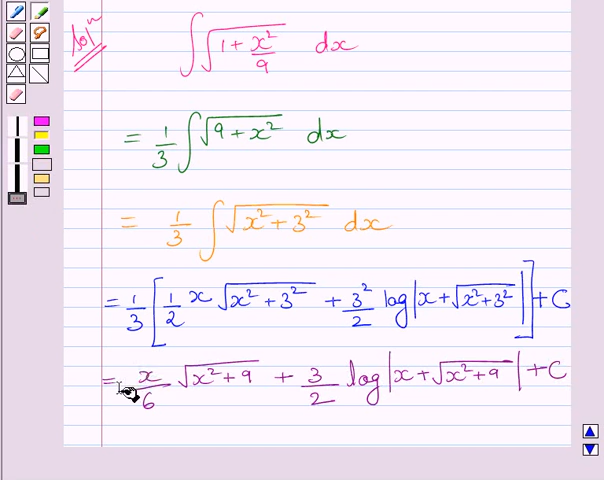 Solⁿ ∫√(1 + x²/9) dx
= 1/3 ∫√(9 + x²) dx
= 1/3 ∫√(x² + 3²) dx
= 1/3 [1/2 x √(x² + 3²) + 3²/2 log|x + √(x² + 3²)|] + C
= x/6 √(x² + 9) + 3/2 log|x + √(x² + 9)| + C